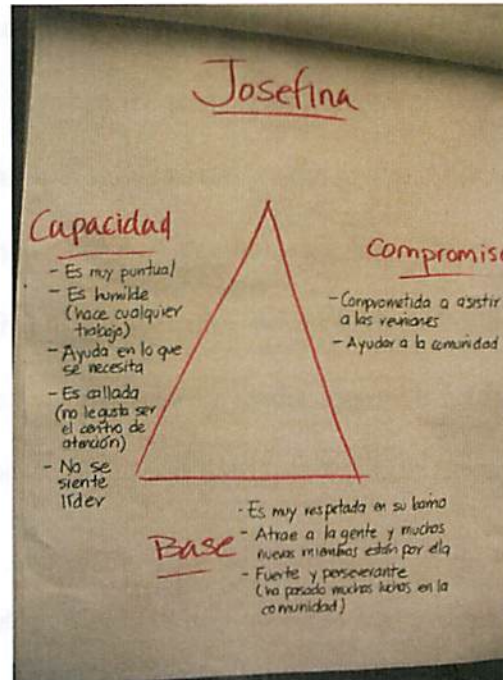 Josefina
Capacidad
- Es muy puntual
- Es humilde
(hace cualquier
trabajo)
- Ayuda en lo que
se necesita
- Es callada
(no le gusta ser
el centro de
atención)
- No se
siente
líder
Compromiso
- Comprometida a asistir
a las reuniones
- Ayudar a la comunidad
Base
- Es muy respetada en su barrio
- Atrae a la gente y muchos
nuevos miembros están por ella
- Fuerte y perseverante
(ha pasado muchas luchas en la
comunidad)